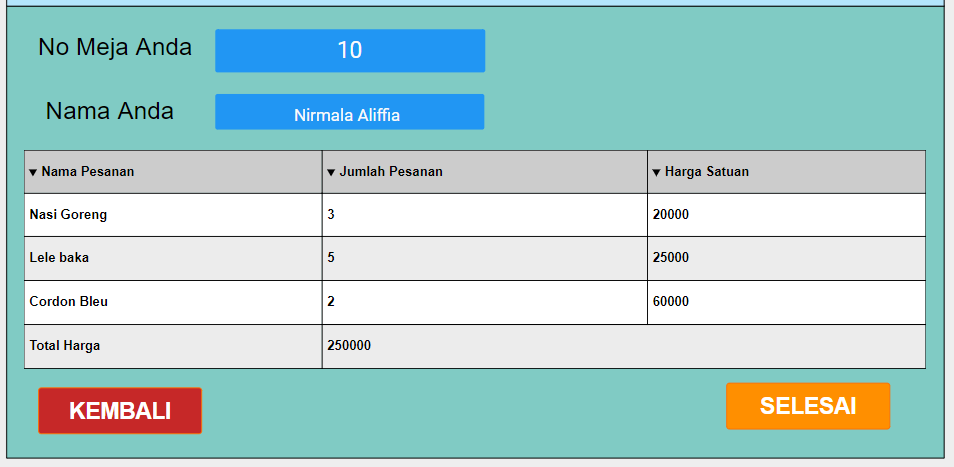 No Meja Anda 10
Nama Anda Nirmala Aliffia
▼ Nama Pesanan ▼ Jumlah Pesanan ▼ Harga Satuan
Nasi Goreng 3 20000
Lele baka 5 25000
Cordon Bleu 2 60000
Total Harga 250000
KEMBALI SELESAI